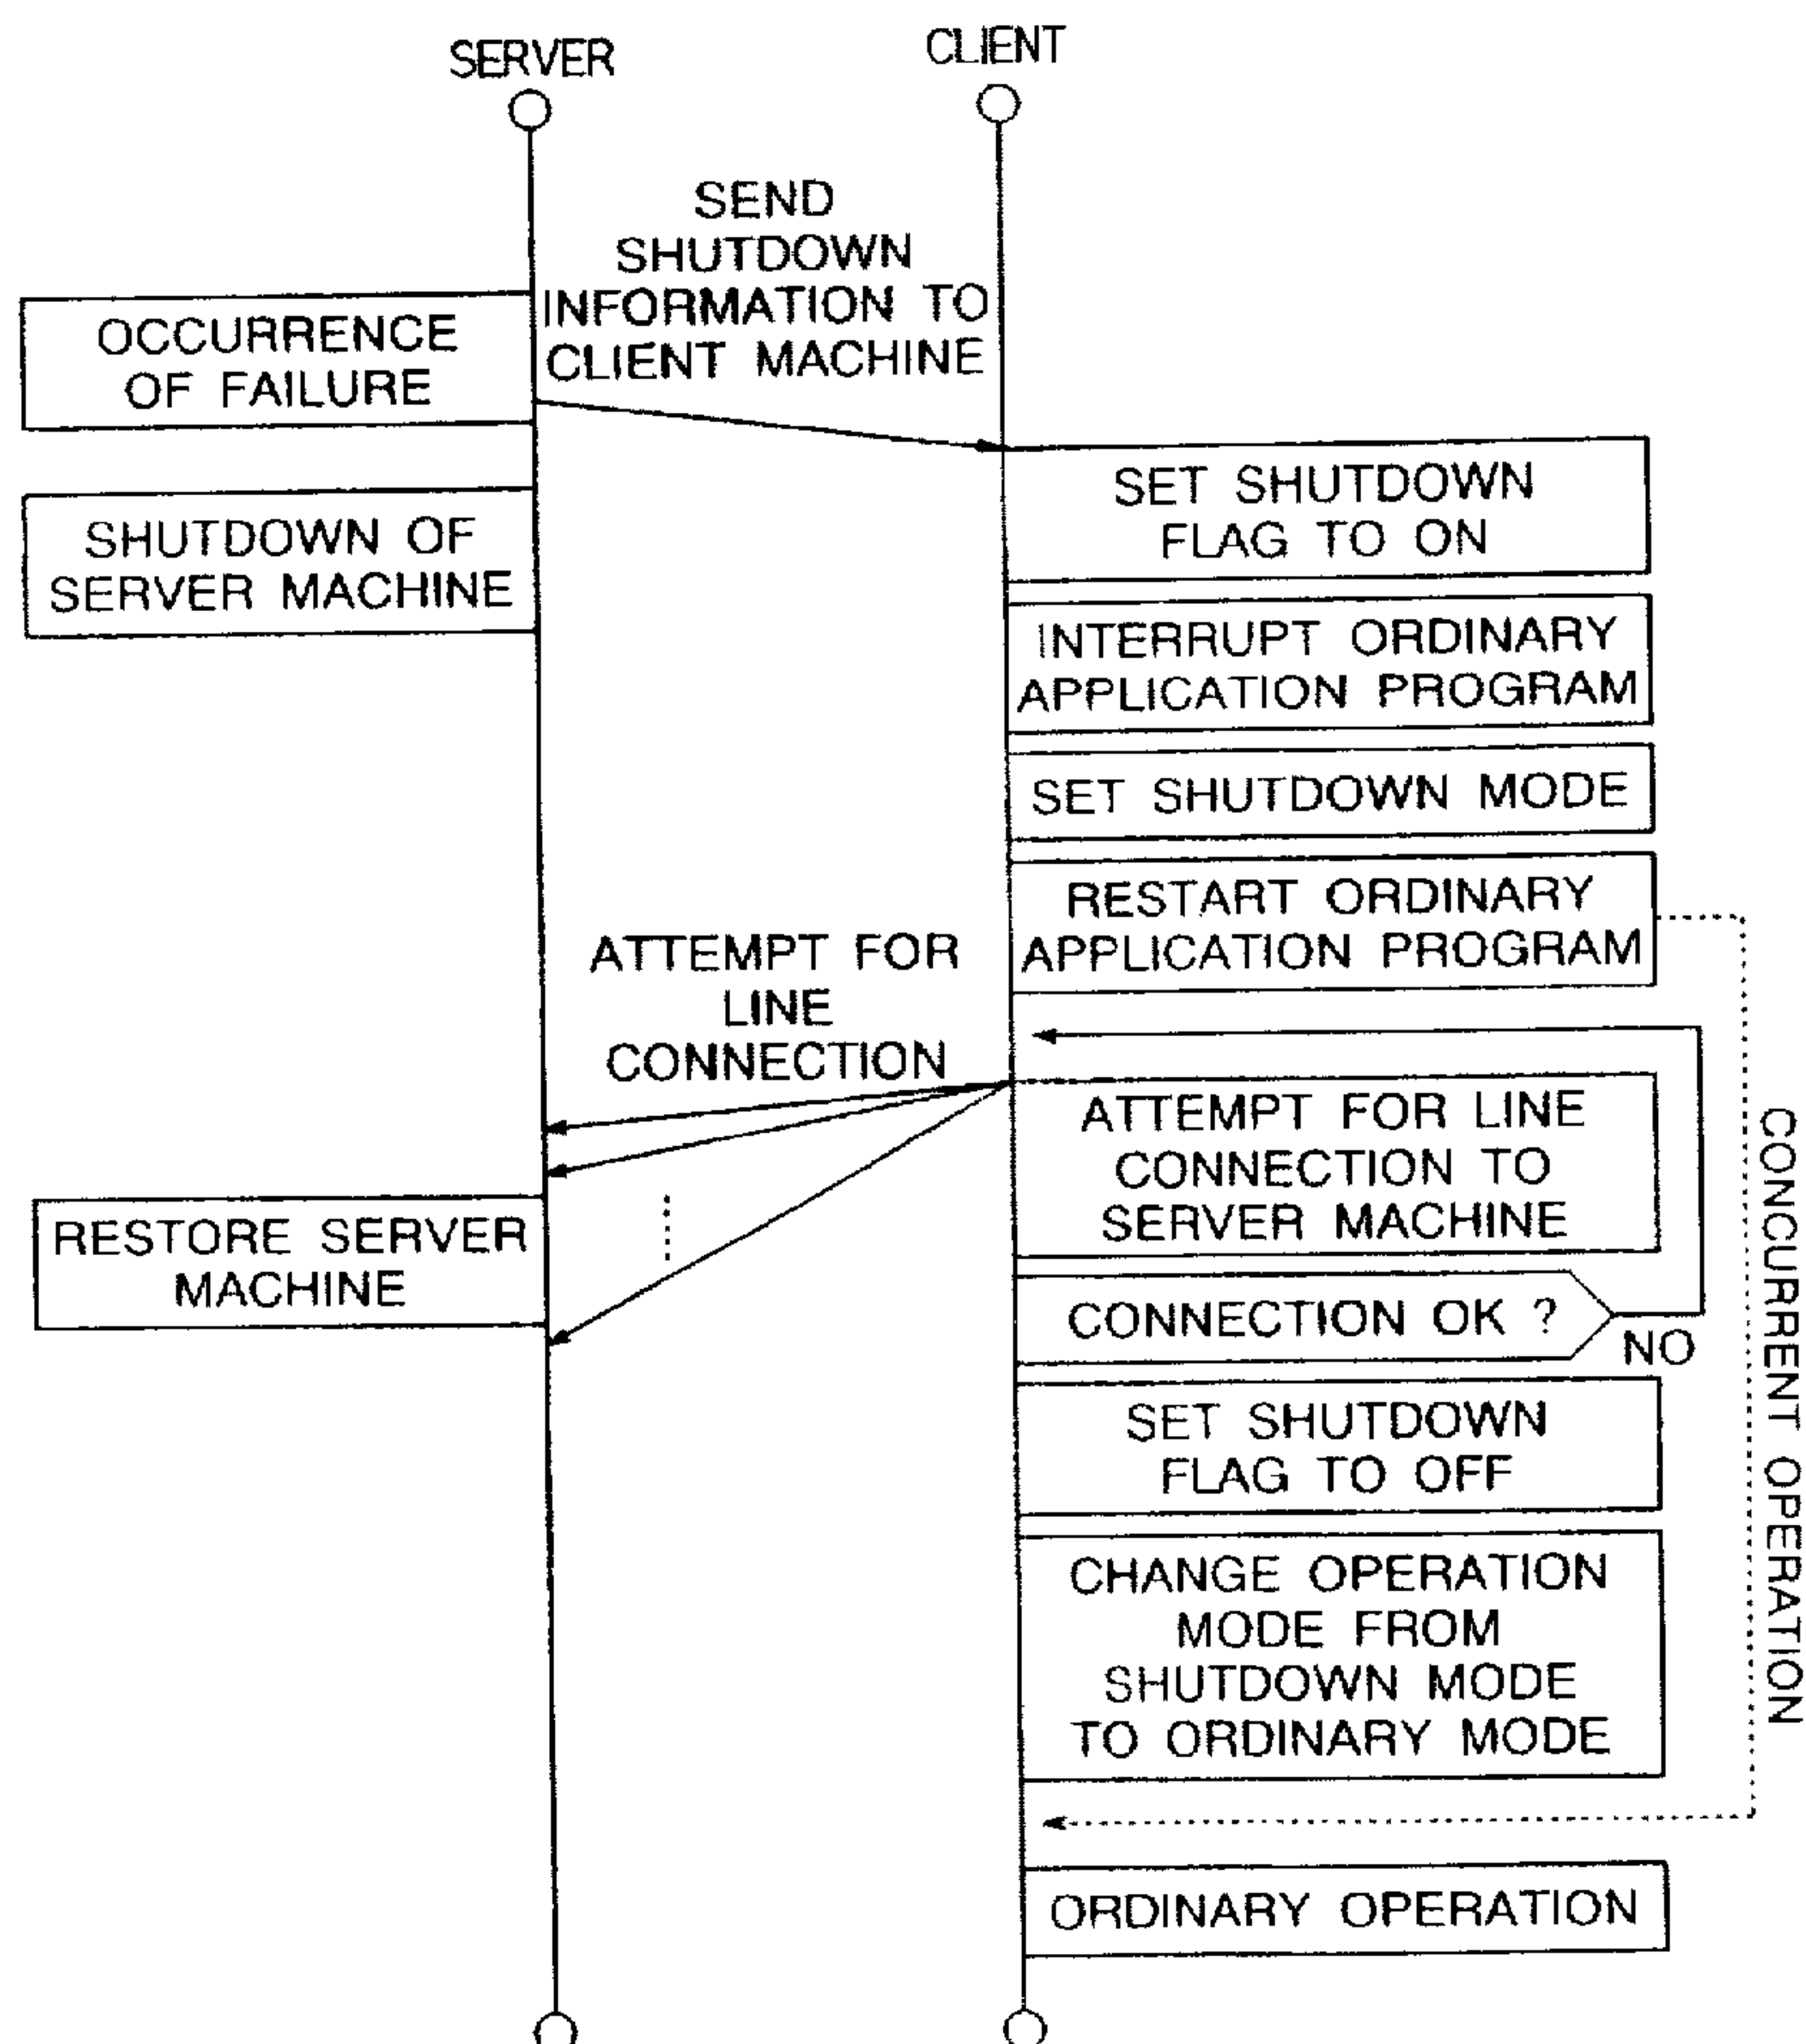 SERVER
CLIENT
SEND
SHUTDOWN
INFORMATION TO
CLIENT MACHINE
OCCURRENCE
OF FAILURE
SET SHUTDOWN
FLAG TO ON
SHUTDOWN OF
SERVER MACHINE
INTERRUPT ORDINARY
APPLICATION PROGRAM
SET SHUTDOWN MODE
RESTART ORDINARY
APPLICATION PROGRAM
ATTEMPT FOR
LINE
CONNECTION
ATTEMPT FOR LINE
CONNECTION TO
SERVER MACHINE
RESTORE SERVER
MACHINE
CONNECTION OK ?
NO
SET SHUTDOWN
FLAG TO OFF
CHANGE OPERATION
MODE FROM
SHUTDOWN MODE
TO ORDINARY MODE
CONCURRENT OPERATION
ORDINARY OPERATION